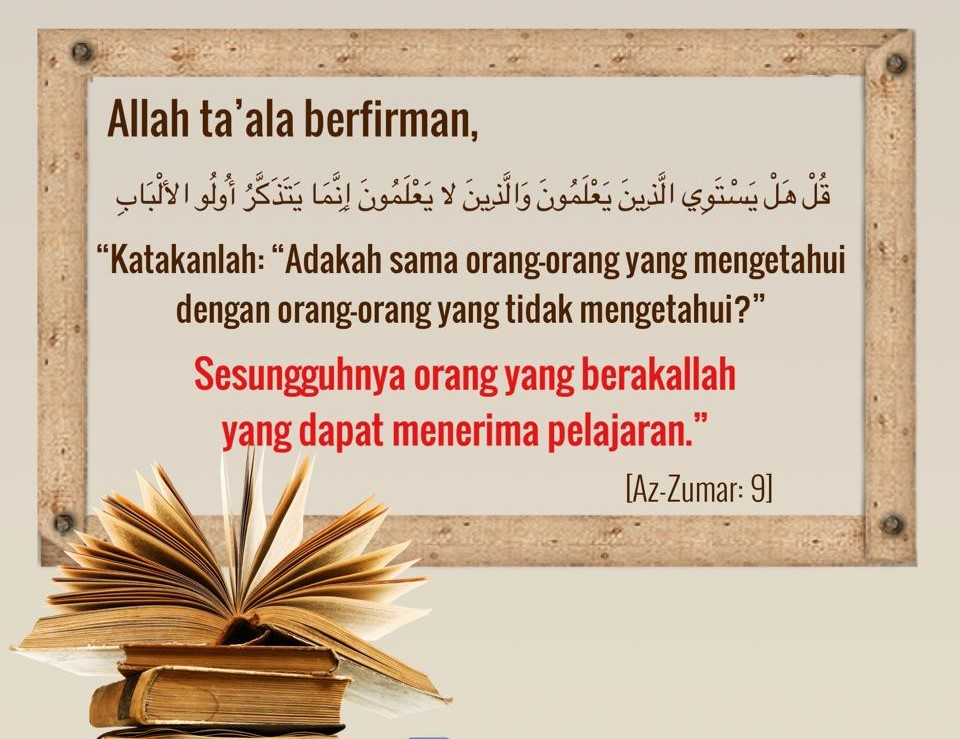 Allah ta’ala berfirman,
قُلْ هَلْ يَسْتَوِي الَّذِينَ يَعْلَمُونَ وَالَّذِينَ لا يَعْلَمُونَ إِنَّمَا يَتَذَكَّرُ أُولُو الألْبَابِ
“Katakanlah: “Adakah sama orang-orang yang mengetahui
dengan orang-orang yang tidak mengetahui?”
Sesungguhnya orang yang berakallah
yang dapat menerima pelajaran.”
[Az-Zumar: 9]